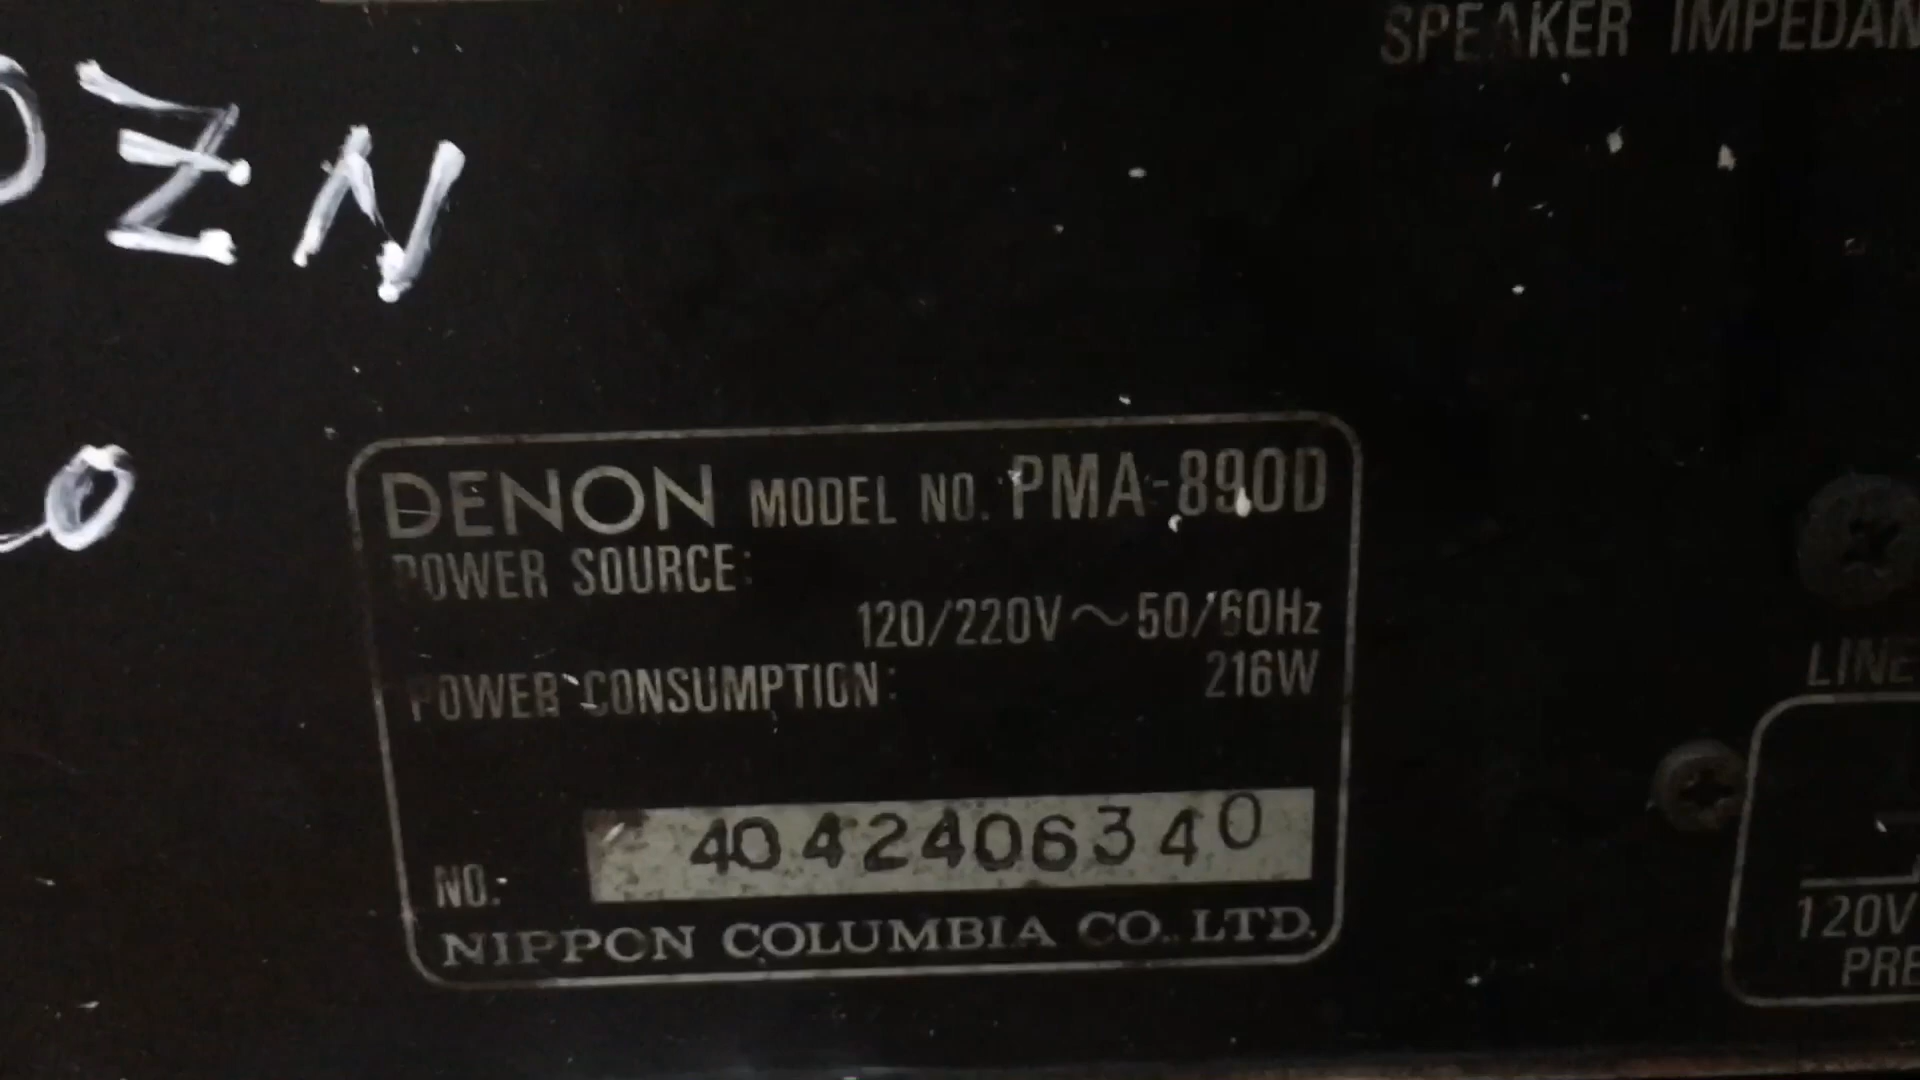 SPEAKER IMPEDAN
ZN
DENON MODEL NO. PMA-890D
POWER SOURCE:
120/220V~50/60Hz
POWER CONSUMPTION: 216W
NO. 4042406340
NIPPON COLUMBIA CO., LTD.
LINE
120V
PRE